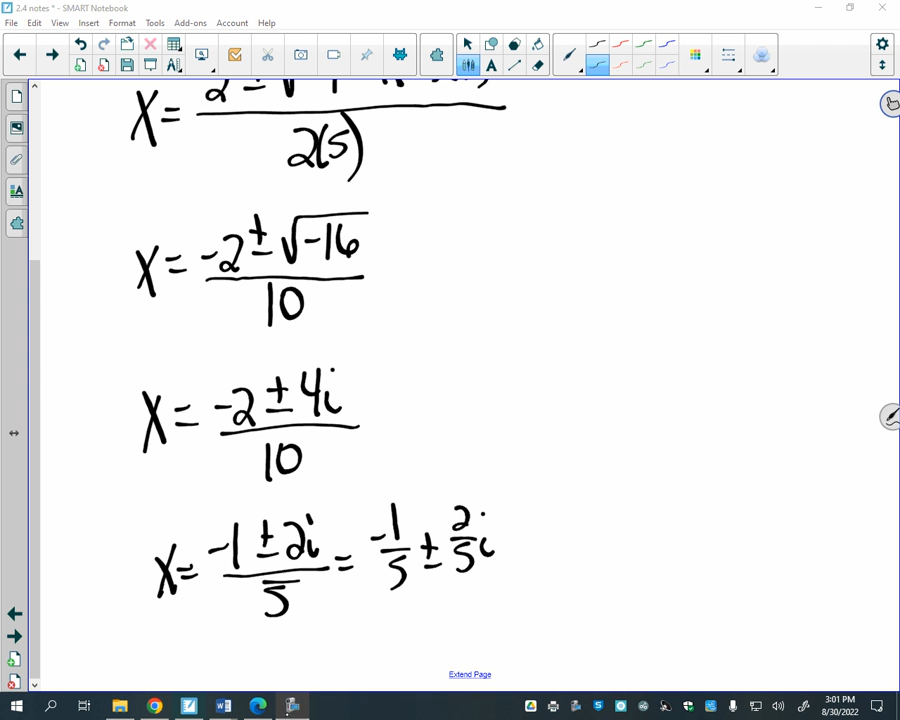 2.4 notes * - SMART Notebook
File Edit View Insert Format Tools Add-ons Account Help
X = 2(5)
X = -2 ± √-16 / 10
X = -2 ± 4i / 10
X = -1 ± 2i / 5 = -1/5 ± 2/5 i
Extend Page
3:01 PM
8/30/2022